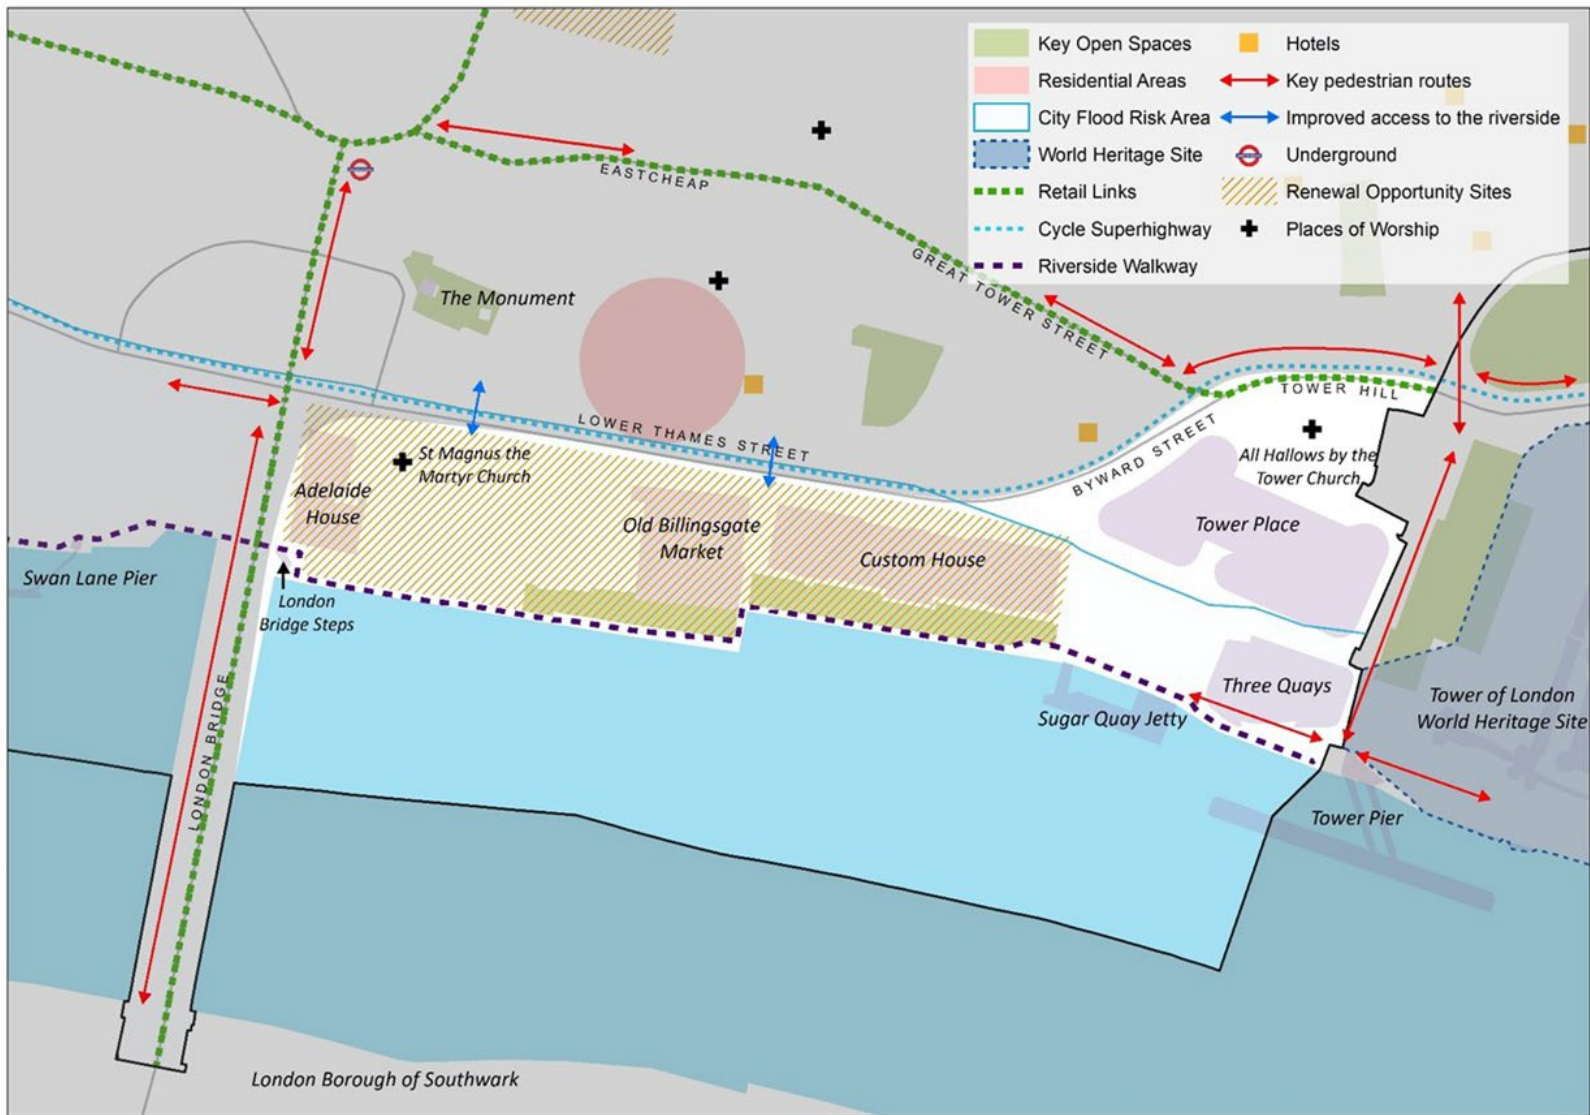 Key Open Spaces
Hotels
Residential Areas
Key pedestrian routes
City Flood Risk Area
Improved access to the riverside
World Heritage Site
Underground
Retail Links
Renewal Opportunity Sites
Cycle Superhighway
Places of Worship
Riverside Walkway
EASTCHEAP
GREAT TOWER STREET
The Monument
TOWER HILL
LOWER THAMES STREET
BYWARD STREET
St Magnus the
Martyr Church
All Hallows by the
Tower Church
Adelaide
House
Old Billingsgate
Market
Custom House
Tower Place
Swan Lane Pier
London
Bridge Steps
Three Quays
Sugar Quay Jetty
Tower of London
World Heritage Site
LONDON BRIDGE
Tower Pier
London Borough of Southwark